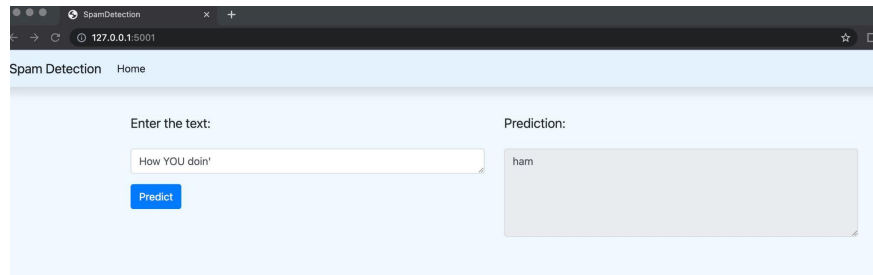 SpamDetection
127.0.0.1:5001
Spam Detection Home
Enter the text:
How YOU doin'
Predict
Prediction:
ham